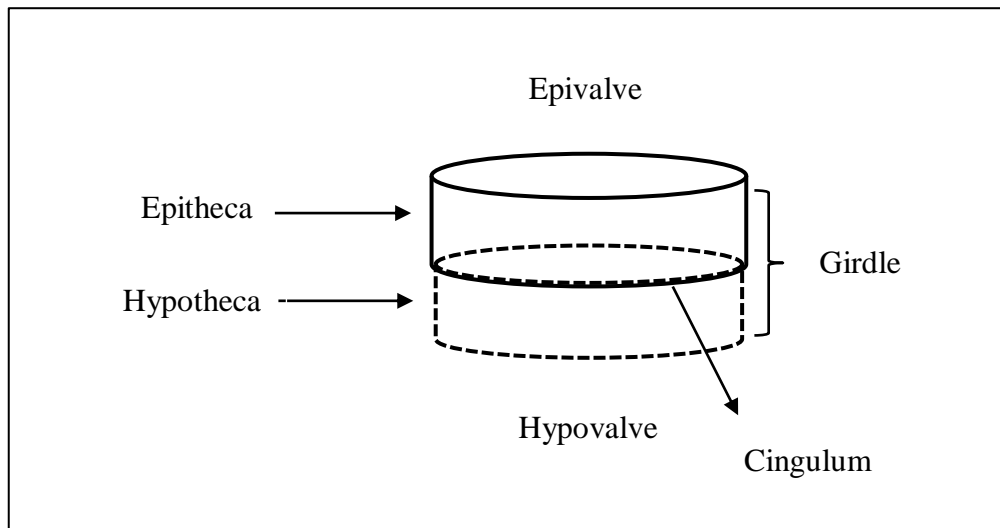 Epivalve
Epitheca
Girdle
Hypotheca
Hypovalve
Cingulum